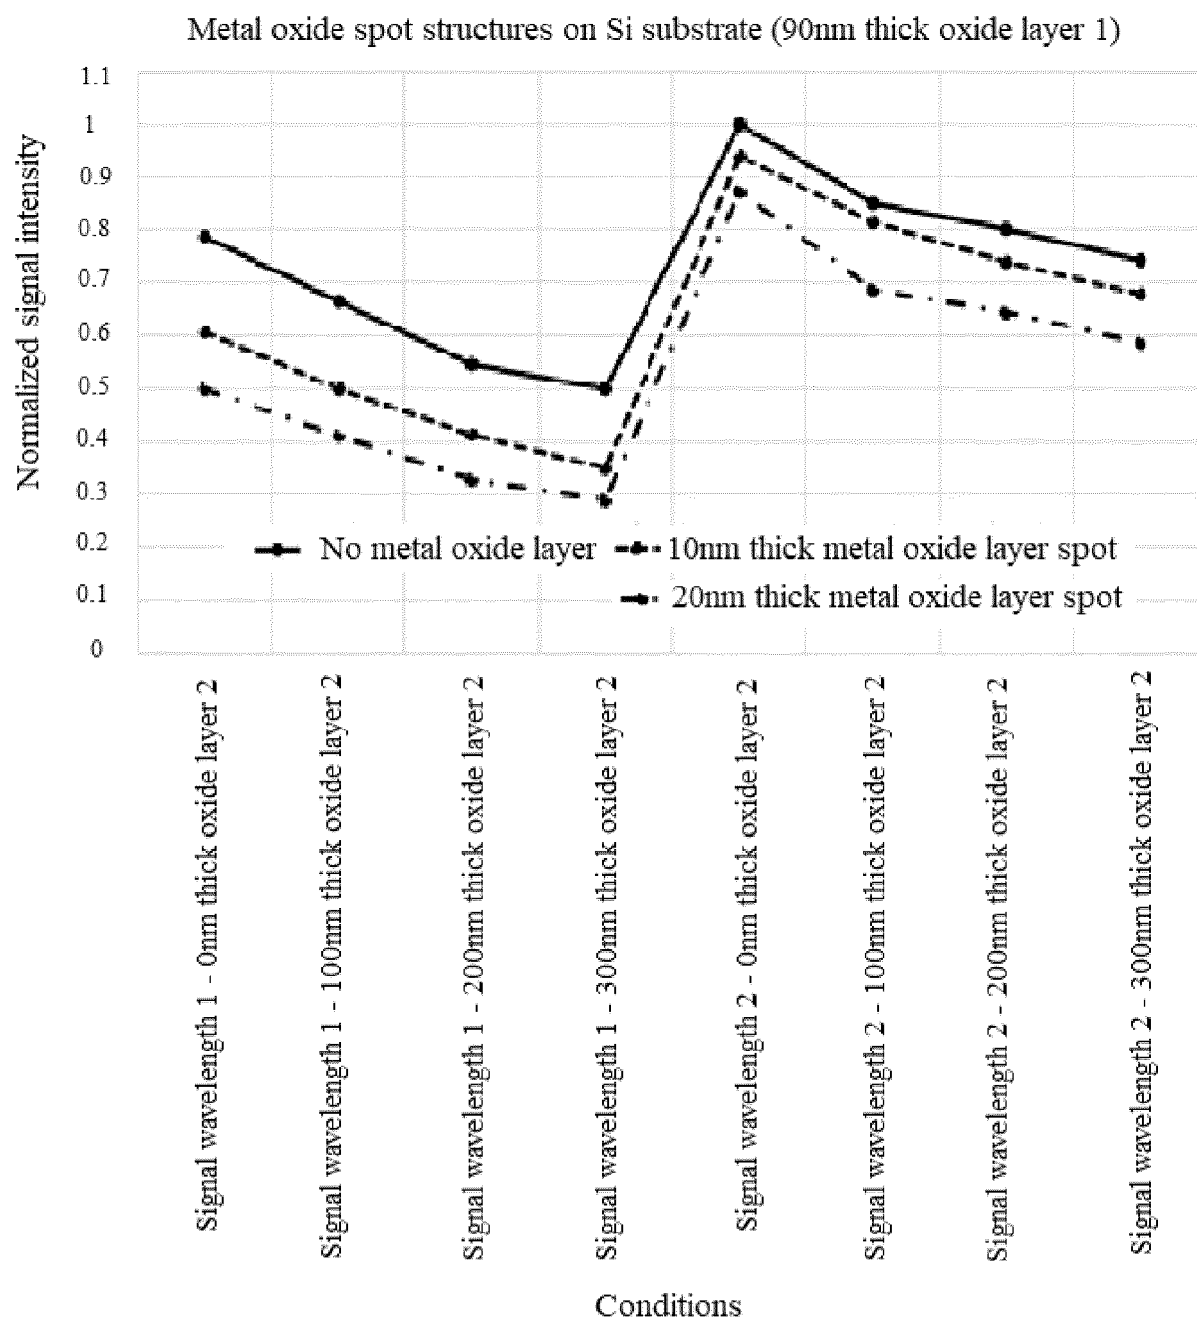 Metal oxide spot structures on Si substrate (90nm thick oxide layer 1)
Normalized signal intensity
1.1
1
0.9
0.8
0.7
0.6
0.5
0.4
0.3
0.2
0.1
0
No metal oxide layer
10nm thick metal oxide layer spot
20nm thick metal oxide layer spot
Signal wavelength 1 - 0nm thick oxide layer 2
Signal wavelength 1 - 100nm thick oxide layer 2
Signal wavelength 1 - 200nm thick oxide layer 2
Signal wavelength 1 - 300nm thick oxide layer 2
Signal wavelength 2 - 0nm thick oxide layer 2
Signal wavelength 2 - 100nm thick oxide layer 2
Signal wavelength 2 - 200nm thick oxide layer 2
Signal wavelength 2 - 300nm thick oxide layer 2
Conditions